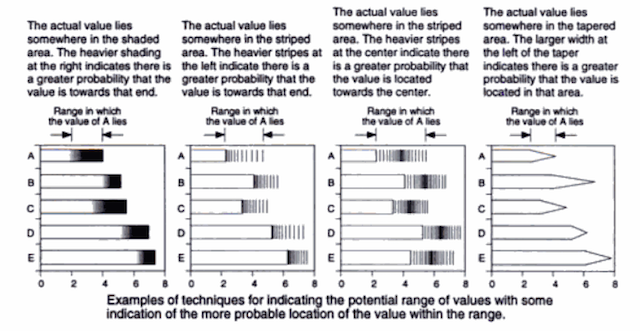 The actual value lies
somewhere in the shaded
area. The heavier shading
at the right indicates there is
a greater probability that the
value is towards that end.
The actual value lies
somewhere in the striped
area. The heavier stripes at
the left indicate there is a
greater probability that the
value is towards that end.
The actual value lies
somewhere in the striped
area. The heavier stripes
at the center indicate there
is a greater probability that
the value is located
towards the center.
The actual value lies
somewhere in the tapered
area. The larger width at
the left of the taper
indicates there is a greater
probability that the value is
located in that area.
Range in which
the value of A lies
Range in which
the value of A lies
Range in which
the value of A lies
Range in which
the value of A lies
A
B
C
D
E
0 2 4 6 8
A
B
C
D
E
0 2 4 6 8
A
B
C
D
E
0 2 4 6 8
A
B
C
D
E
0 2 4 6 8
Examples of techniques for indicating the potential range of values with some
indication of the more probable location of the value within the range.